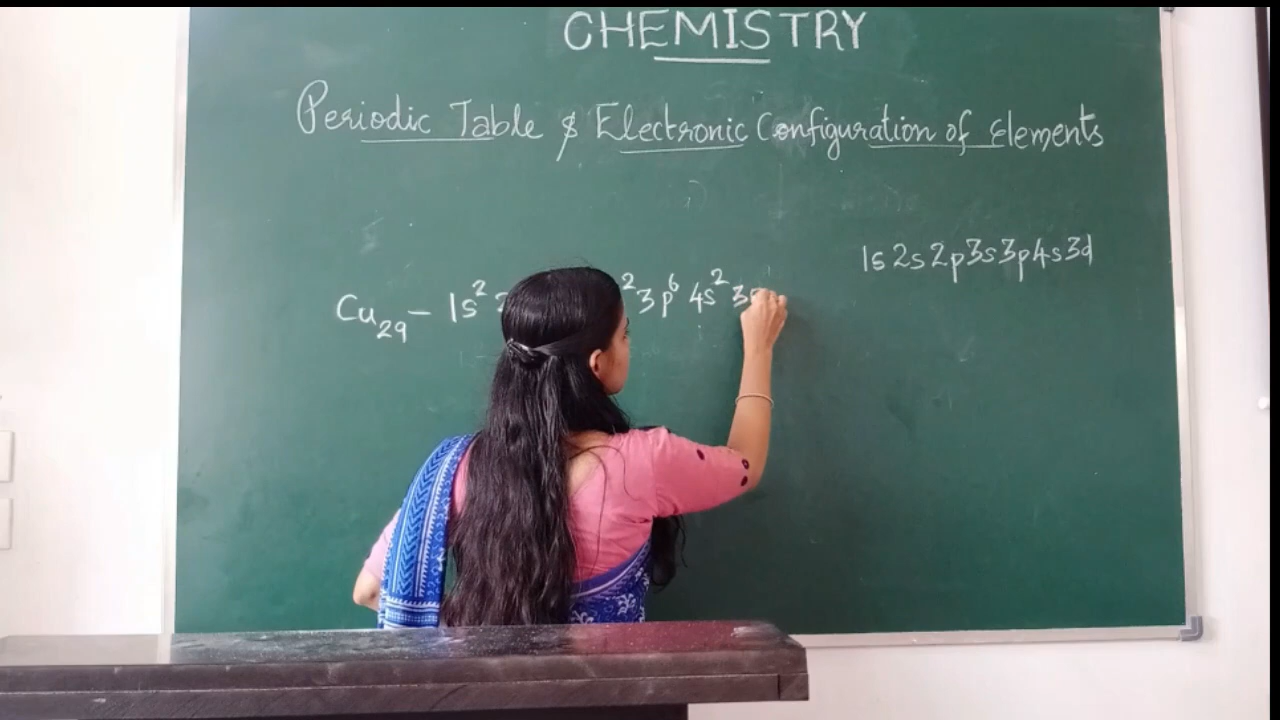 CHEMISTRY
Periodic Table & Electronic Configuration of Elements
1s 2s 2p 3s 3p 4s 3d
Cu₂₉ – 1s² ² 3p⁶ 4s² 3